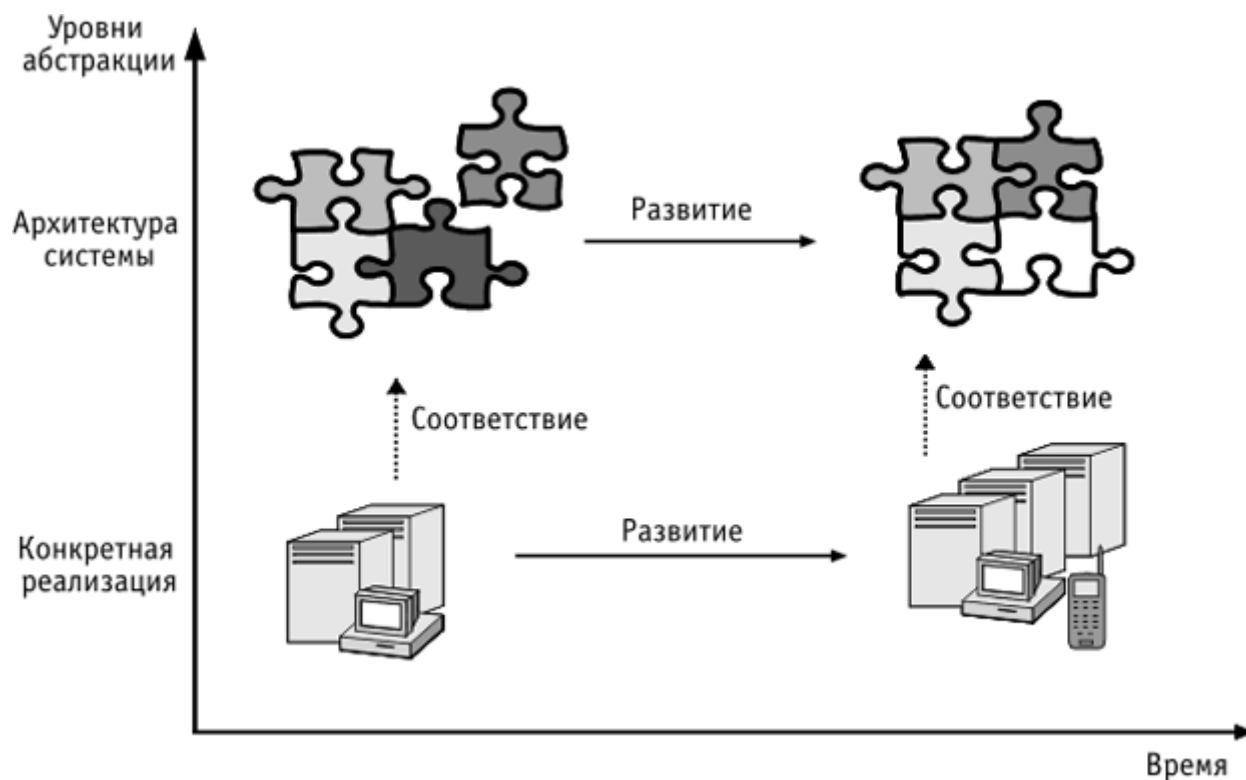 Уровни
абстракции
Архитектура
системы
Развитие
Соответствие
Соответствие
Конкретная
реализация
Развитие
Время